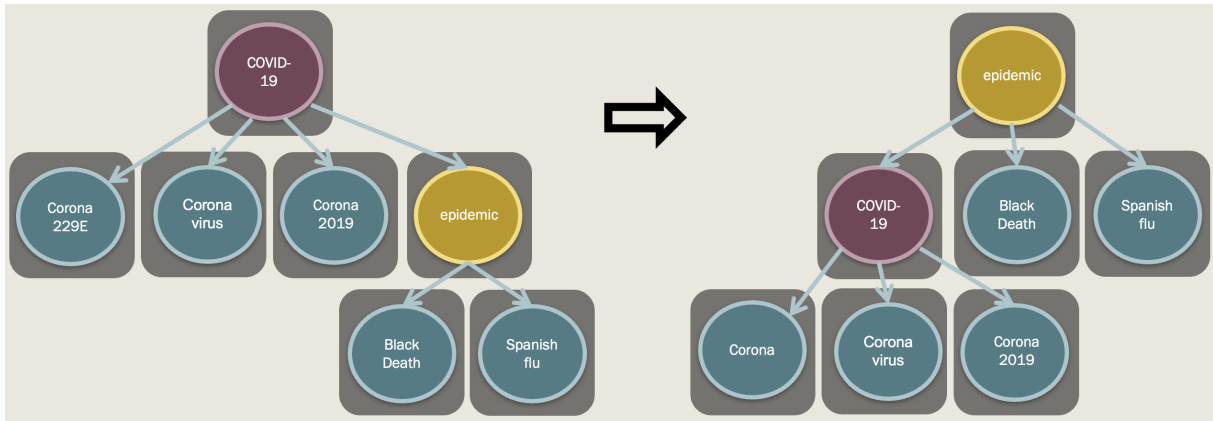 COVID-
19
Corona
229E
Corona
virus
Corona
2019
epidemic
Black
Death
Spanish
flu
epidemic
COVID-
19
Black
Death
Spanish
flu
Corona
Corona
virus
Corona
2019